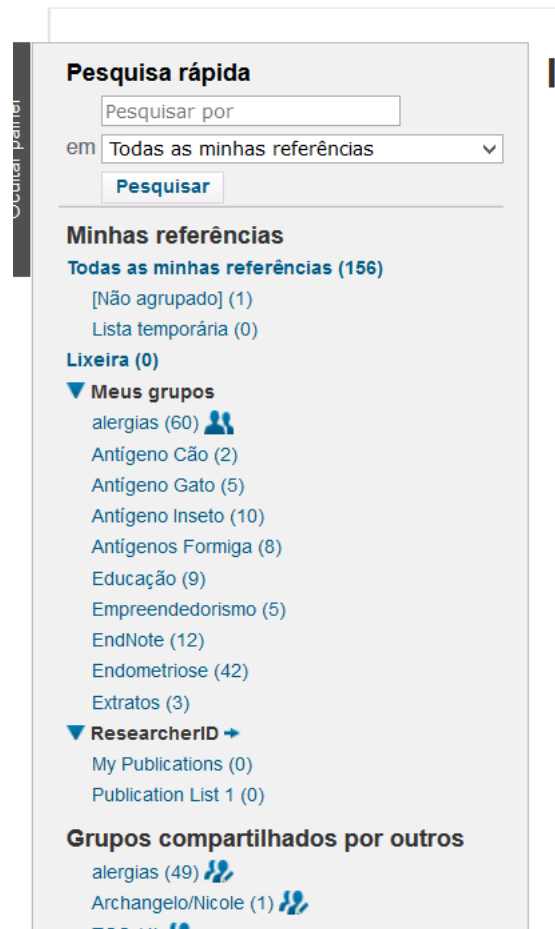 Pesquisa rápida
Pesquisar por
em Todas as minhas referências
Pesquisar
Ocultar painel
Minhas referências
Todas as minhas referências (156)
[Não agrupado] (1)
Lista temporária (0)
Lixeira (0)
Meus grupos
alergias (60)
Antígeno Cão (2)
Antígeno Gato (5)
Antígeno Inseto (10)
Antígenos Formiga (8)
Educação (9)
Empreendedorismo (5)
EndNote (12)
Endometriose (42)
Extratos (3)
ResearcherID
My Publications (0)
Publication List 1 (0)
Grupos compartilhados por outros
alergias (49)
Archangelo/Nicole (1)